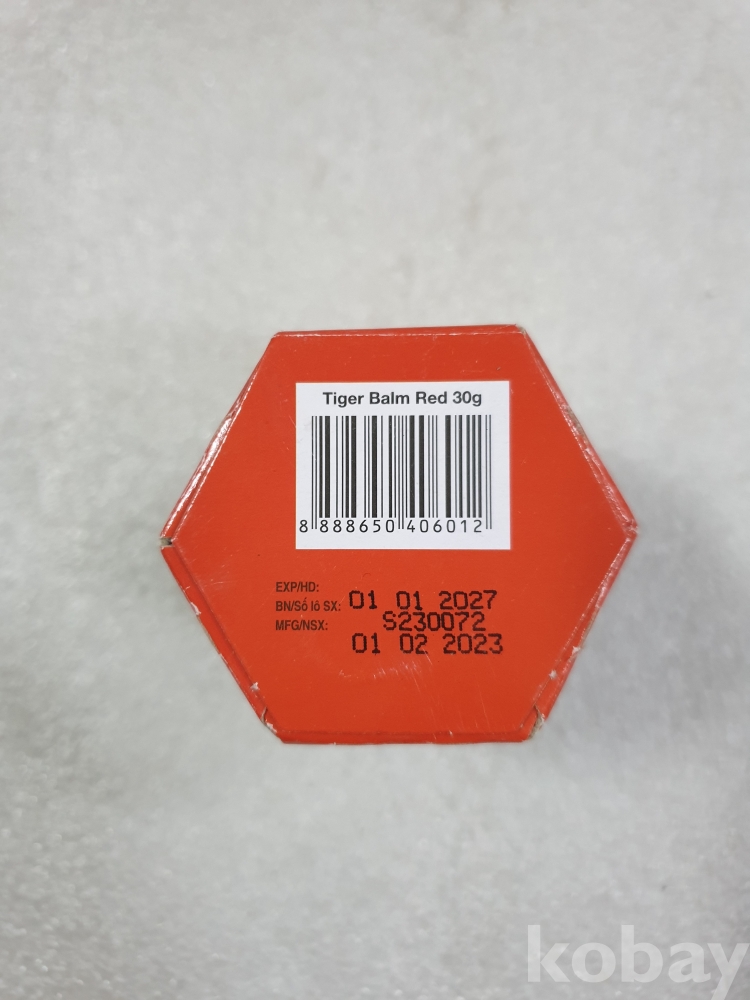 Tiger Balm Red 30g
8 888650 406012
EXP/HD: 01 01 2027
BN/Số lô SX: S230072
MFG/NSX: 01 02 2023
kobay